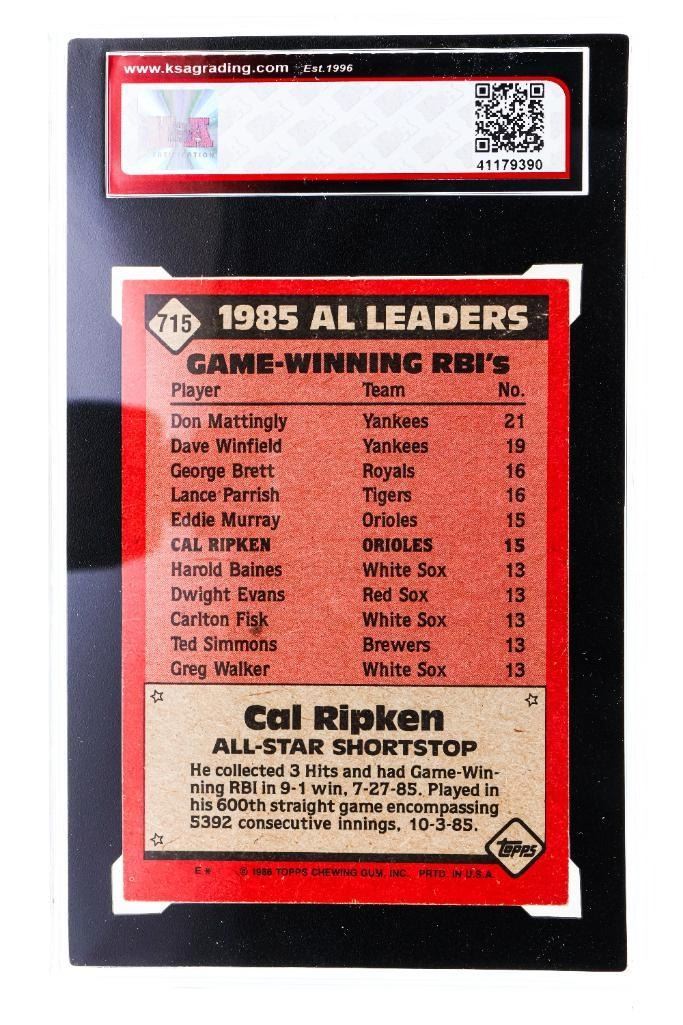 www.ksagrading.com Est.1996
KSA
CERTIFICATION
41179390
715 1985 AL LEADERS
GAME-WINNING RBI's
Player Team No.
Don Mattingly Yankees 21
Dave Winfield Yankees 19
George Brett Royals 16
Lance Parrish Tigers 16
Eddie Murray Orioles 15
CAL RIPKEN ORIOLES 15
Harold Baines White Sox 13
Dwight Evans Red Sox 13
Carlton Fisk White Sox 13
Ted Simmons Brewers 13
Greg Walker White Sox 13
Cal Ripken
ALL-STAR SHORTSTOP
He collected 3 Hits and had Game-Win-
ning RBI in 9-1 win, 7-27-85. Played in
his 600th straight game encompassing
5392 consecutive innings, 10-3-85.
topps
E* © 1986 TOPPS CHEWING GUM, INC. PRTD. IN U.S.A.